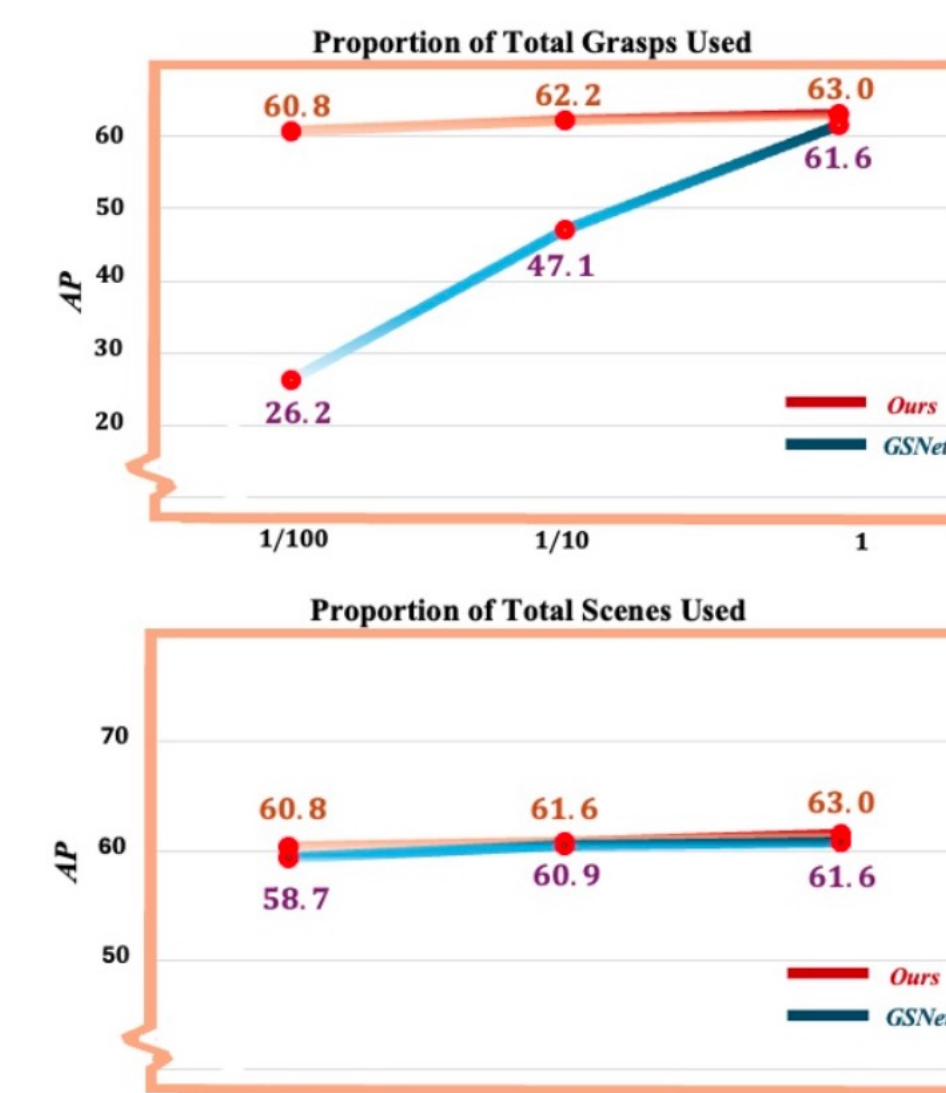 Proportion of Total Grasps Used
60.8 62.2 63.0
60
61.6
50
47.1
40
AP
30
26.2
20
Ours
GSNet
1/100 1/10 1
Proportion of Total Scenes Used
70
60.8 61.6 63.0
60
AP
58.7 60.9 61.6
50
Ours
GSNet